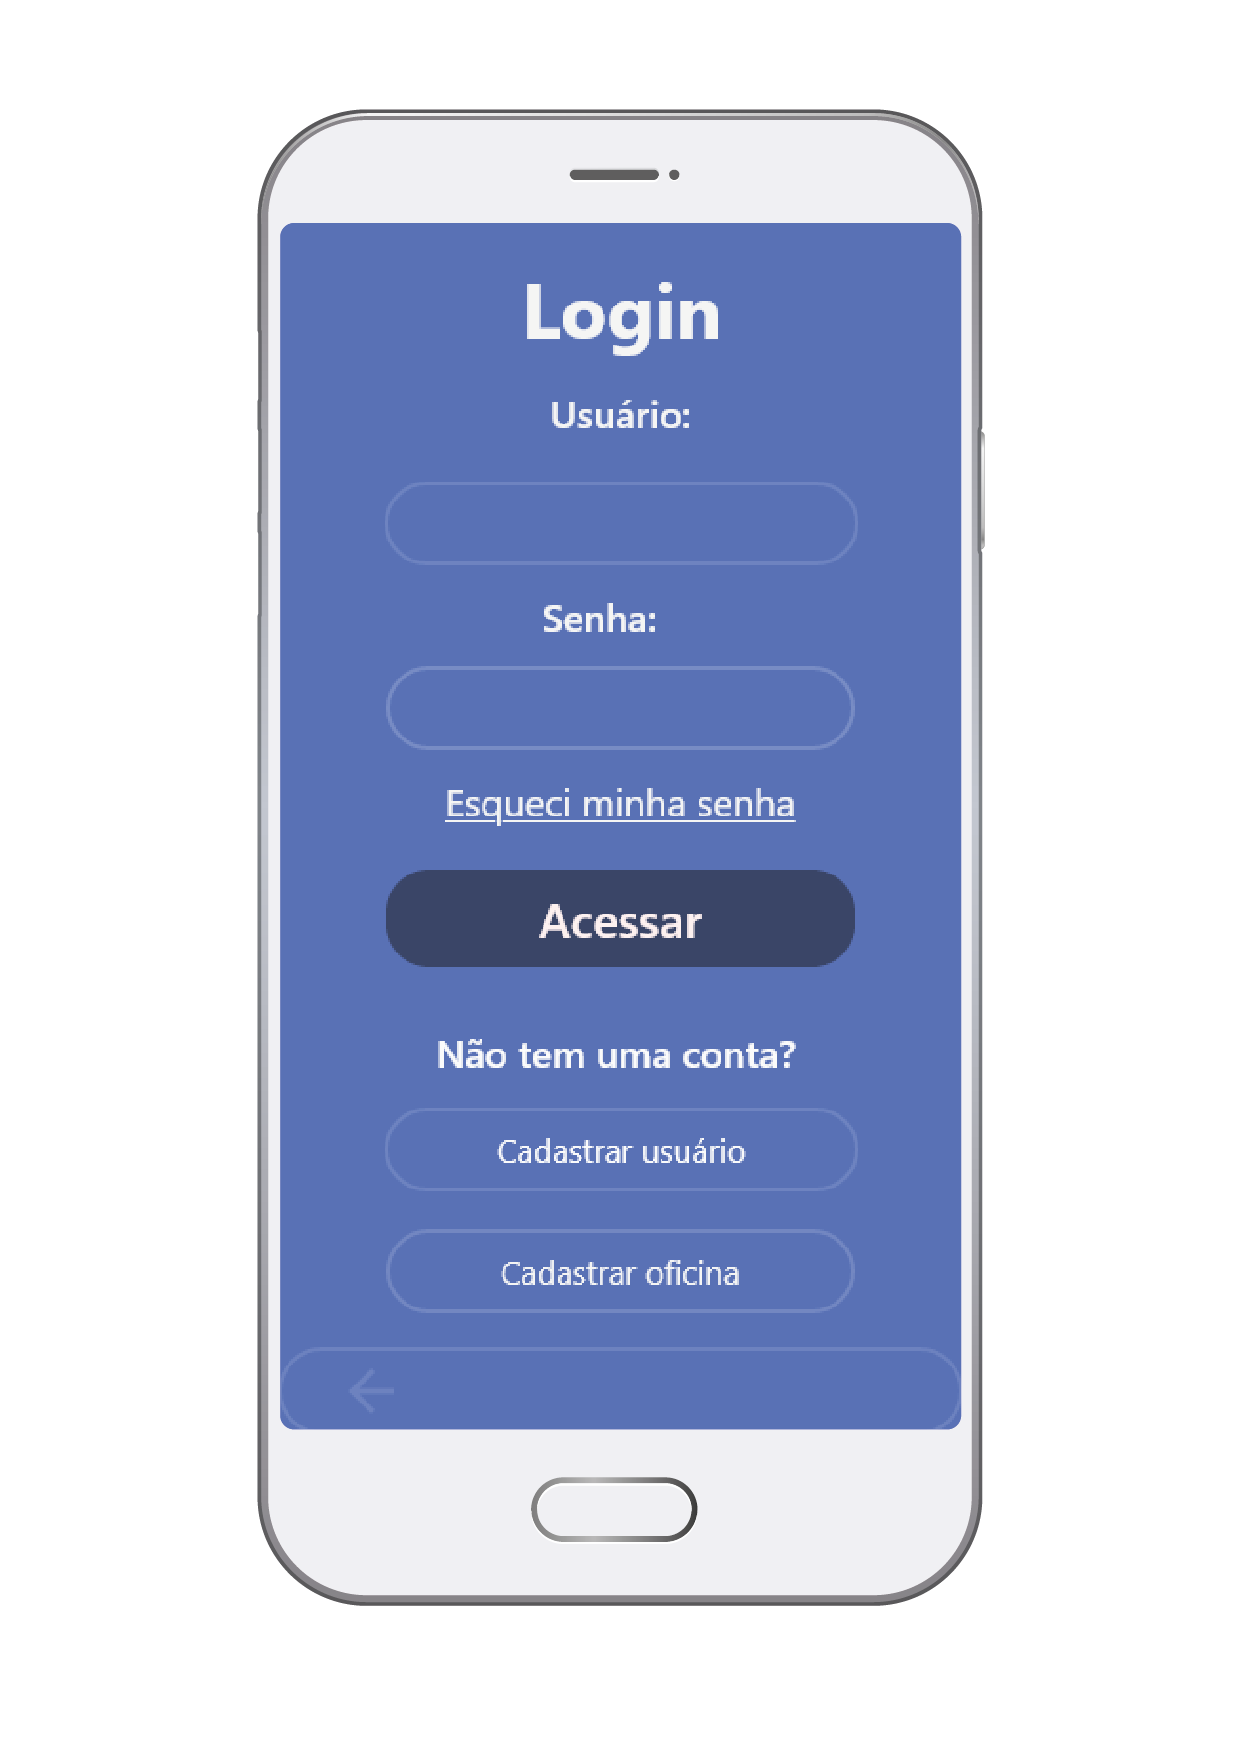 Login
Usuário:
Senha:
Esqueci minha senha
Acessar
Não tem uma conta?
Cadastrar usuário
Cadastrar oficina